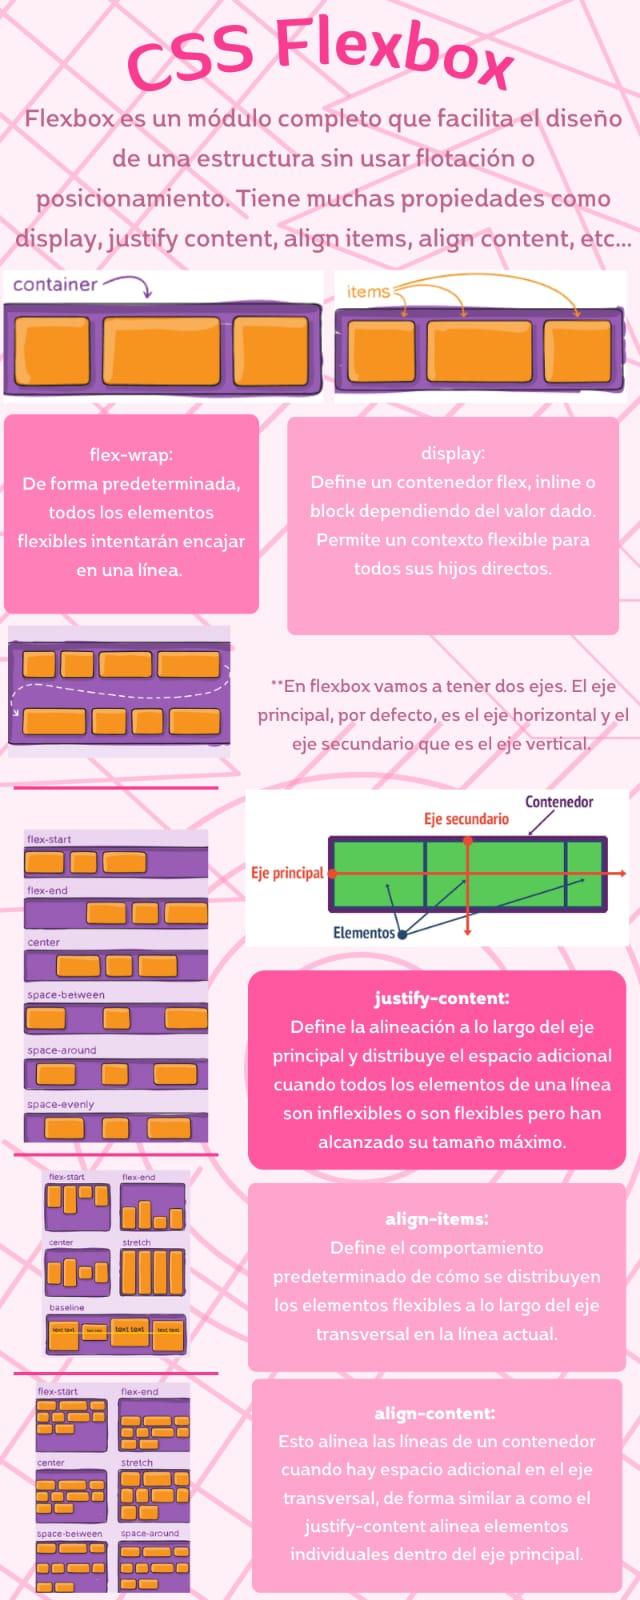 CSS Flexbox
Flexbox es un módulo completo que facilita el diseño
de una estructura sin usar flotación o
posicionamiento. Tiene muchas propiedades como
display, justify content, align items, align content, etc...
container
items
flex-wrap:
De forma predeterminada,
todos los elementos
flexibles intentarán encajar
en una línea.
display:
Define un contenedor flex, inline o
block dependiendo del valor dado.
Permite un contexto flexible para
todos sus hijos directos.
**En flexbox vamos a tener dos ejes. El eje
principal, por defecto, es el eje horizontal y el
eje secundario que es el eje vertical.
Contenedor
Eje secundario
Eje principal
Elementos
flex-start
flex-end
center
space-between
space-around
space-evenly
justify-content:
Define la alineación a lo largo del eje
principal y distribuye el espacio adicional
cuando todos los elementos de una línea
son inflexibles o son flexibles pero han
alcanzado su tamaño máximo.
flex-start
flex-end
center
stretch
baseline
text text
text text
text text
text text
align-items:
Define el comportamiento
predeterminado de cómo se distribuyen
los elementos flexibles a lo largo del eje
transversal en la línea actual.
flex-start
flex-end
center
stretch
space-between
space-around
align-content:
Esto alinea las líneas de un contenedor
cuando hay espacio adicional en el eje
transversal, de forma similar a como el
justify-content alinea elementos
individuales dentro del eje principal.